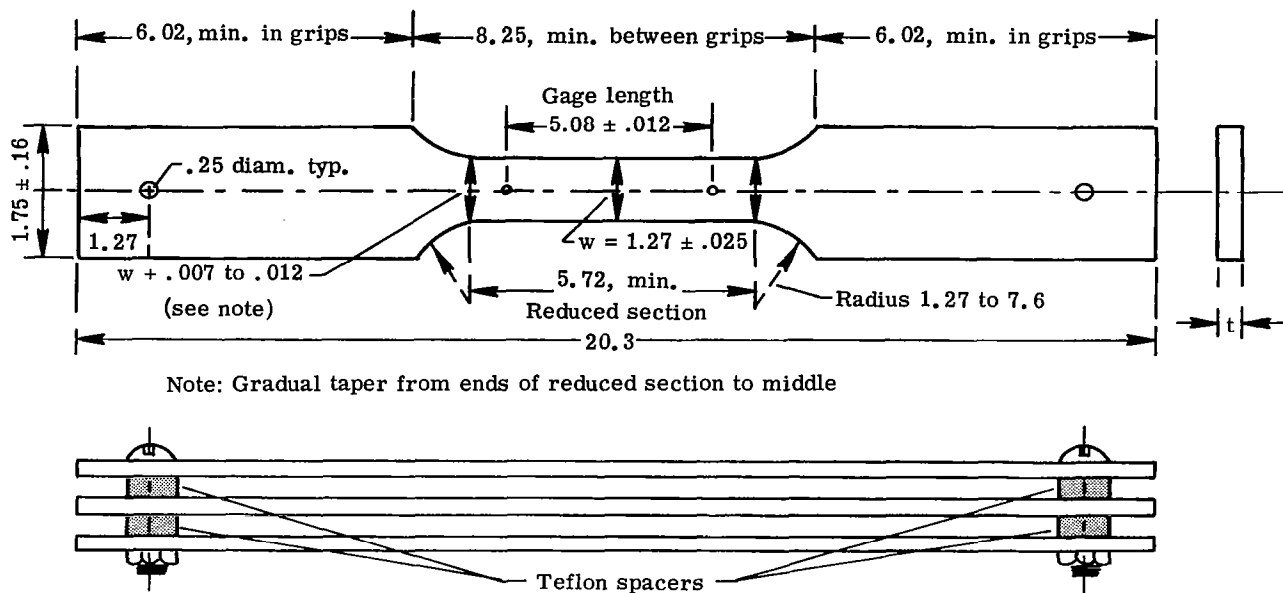 6.02, min. in grips
8.25, min. between grips
6.02, min. in grips
Gage length
5.08 ± .012
1.75 ± .16
.25 diam. typ.
1.27
w = 1.27 ± .025
w + .007 to .012
(see note)
5.72, min.
Reduced section
Radius 1.27 to 7.6
t
20.3
Note: Gradual taper from ends of reduced section to middle
Teflon spacers